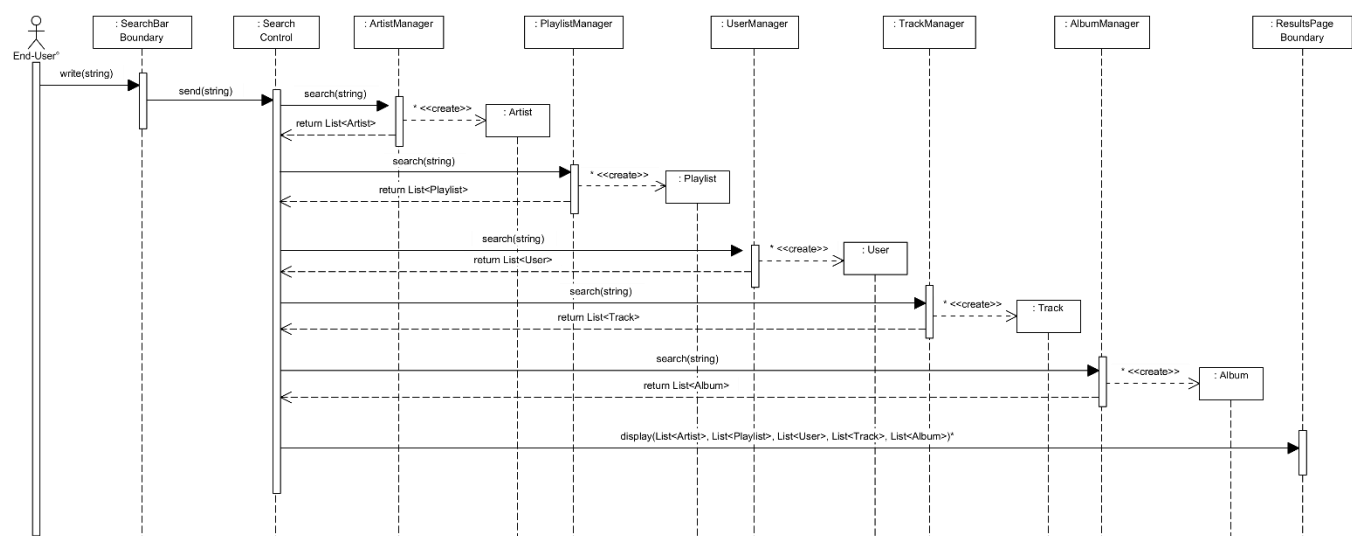 : SearchBar
Boundary
: Search
Control
: ArtistManager
: PlaylistManager
: UserManager
: TrackManager
: AlbumManager
: ResultsPage
Boundary
End-User°
write(string)
send(string)
search(string)
* <<create>>
: Artist
return List<Artist>
search(string)
* <<create>>
: Playlist
return List<Playlist>
search(string)
* <<create>>
: User
return List<User>
search(string)
* <<create>>
: Track
return List<Track>
search(string)
* <<create>>
: Album
return List<Album>
display(List<Artist>, List<Playlist>, List<User>, List<Track>, List<Album>)*